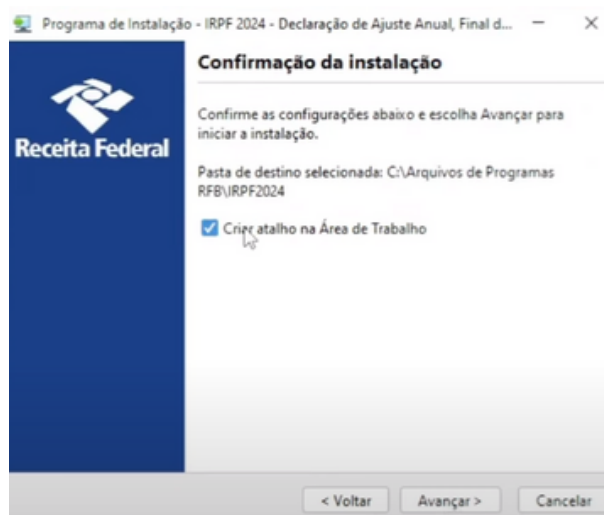 Programa de Instalação - IRPF 2024 - Declaração de Ajuste Anual, Final d...
Confirmação da instalação
Receita Federal
Confirme as configurações abaixo e escolha Avançar para
iniciar a instalação.
Pasta de destino selecionada: C:\Arquivos de Programas
RFB\IRPF2024
Criar atalho na Área de Trabalho
< Voltar
Avançar >
Cancelar